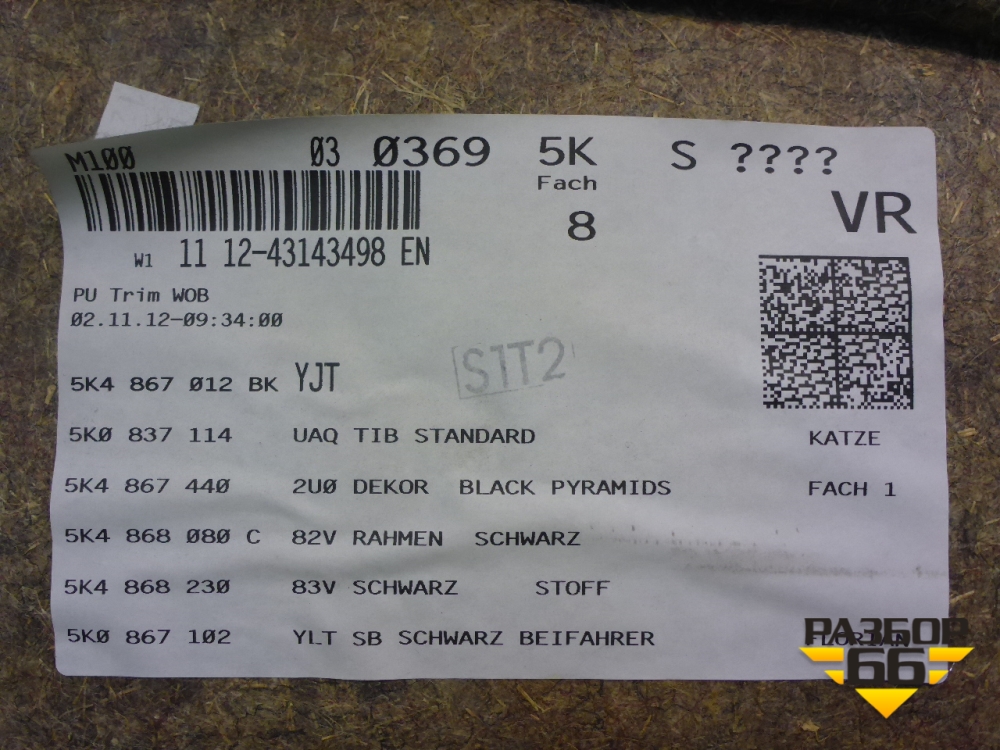 M100 03 0369 5K S ????
Fach
8 VR
W1 11 12-43143498 EN
PU Trim WOB
02.11.12-09:34:00
S1T2
5K4 867 012 BK YJT
5K0 837 114 UAQ TIB STANDARD KATZE
5K4 867 440 2U0 DEKOR BLACK PYRAMIDS FACH 1
5K4 868 080 C 82V RAHMEN SCHWARZ
5K4 868 230 83V SCHWARZ STOFF
5K0 867 102 YLT SB SCHWARZ BEIFAHRER FLORIAN
РАЗБОР
66